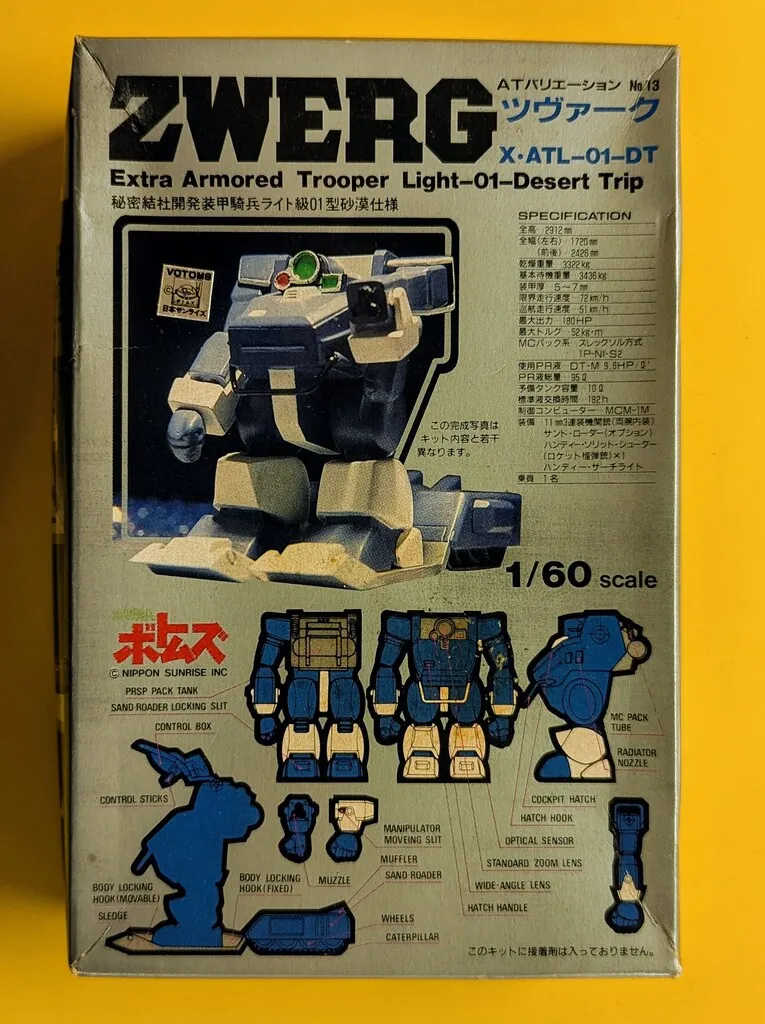 ZWERG
ATバリエーション No.13
ツヴァーク
X・ATL-01-DT
Extra Armored Trooper Light-01-Desert Trip
秘密結社開発装甲騎兵ライト級01型砂漠仕様
SPECIFICATION
全高 2912mm
全幅(左右) 1720mm
(前後) 2426mm
乾燥重量 3322kg
基本待機重量 3436kg
装甲厚 5〜7mm
限界走行速度 72km/h
巡航走行速度 51km/h
最大出力 180HP
最大トルク 52kg・m
MCパック系 スレックゾル方式
1P-NI-S2
使用PR液 DT-M 9.8HP/ℓ
PR液総量 95ℓ
予備タンク容量 10ℓ
標準液交換時間 182h
制御コンピューター MCM-1M
装備 11mm3連装機関銃(両腕内装)
サンド・ローダー(オプション)
ハンディー・ソリッド・シューター
(ロケット榴弾銃)×1
ハンディー・サーチライト
乗員 1名
VOTOMS
日本サンライズ
この完成写真は
キット内容と若干
異なります。
1/60 scale
ボトムズ
© NIPPON SUNRISE INC
PRSP PACK TANK
SAND ROADER LOCKING SLIT
CONTROL BOX
MC PACK
TUBE
RADIATOR
NOZZLE
CONTROL STICKS
COCKPIT HATCH
HATCH HOOK
OPTICAL SENSOR
MANIPULATOR
MOVEING SLIT
STANDARD ZOOM LENS
MUFFLER
SAND ROADER
MUZZLE
WIDE-ANGLE LENS
HATCH HANDLE
BODY LOCKING
HOOK(MOVABLE)
BODY LOCKING
HOOK(FIXED)
SLEDGE
WHEELS
CATERPILLAR
このキットに接着剤は入っておりません。